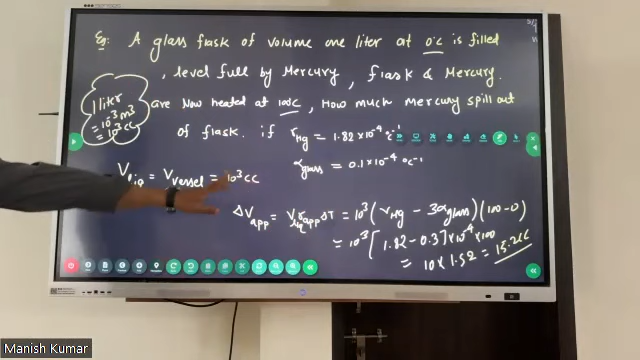 Eg: A glass flask of volume one liter at 0°C is filled
, level full by Mercury, flask & Mercury.
1 liter
= 10⁻³ m³
= 10³ cc
are Now heated at 100°C, How much mercury spill out
of flask. if γHg = 1.82 × 10⁻⁴ °C⁻¹
αglass = 0.1 × 10⁻⁴ °C⁻¹
Vliq = Vvessel = 10³ cc
ΔVapp = Vliq γapp ΔT = 10³ (γHg - 3αglass) (100-0)
= 10³ [1.82 - 0.3] × 10⁻⁴ × 100
= 10 × 1.52 = 15.2 cc
Manish Kumar